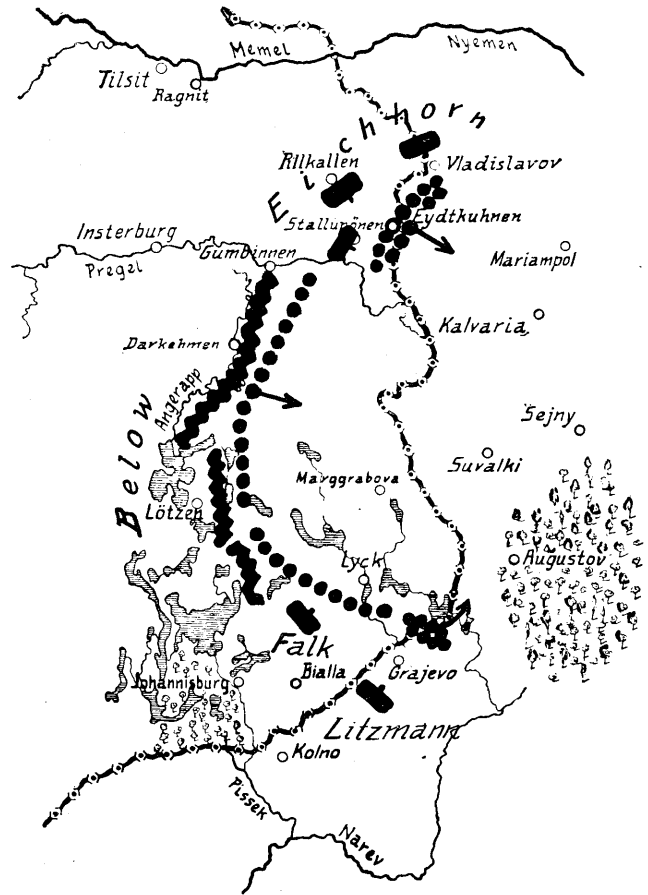 Memel
Nyemen
Tilsit
Ragnit
Eichhorn
Pillkallen
Vladislavov
Stallupönen
Eydtkuhnen
Insterburg
Gumbinnen
Pregel
Mariampol
Kalvaria
Darkehmen
Angerapp
Below
Sejny
Suvalki
Marggrabova
Lötzen
Lyck
Augustov
Falk
Bialla
Grajevo
Johannisburg
Litzmann
Kolno
Pissek
Narev